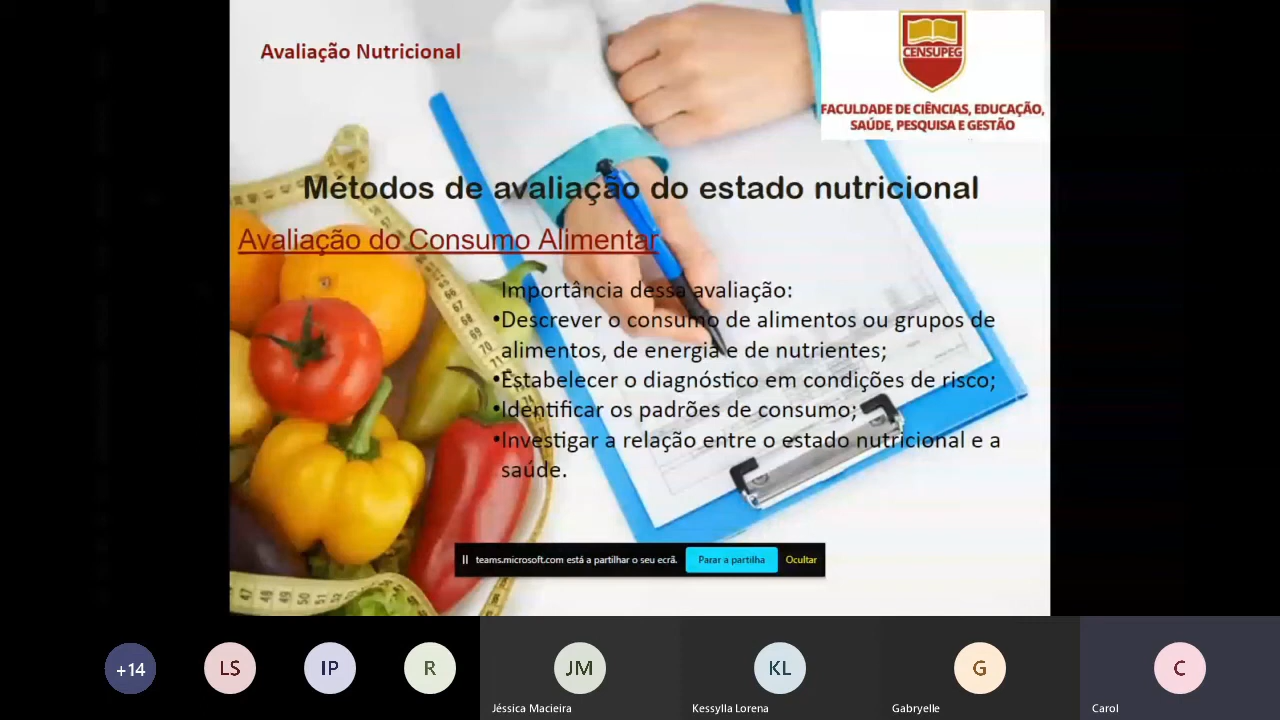 Avaliação Nutricional
CENSUPEG
FACULDADE DE CIÊNCIAS, EDUCAÇÃO,
SAÚDE, PESQUISA E GESTÃO
Métodos de avaliação do estado nutricional
Avaliação do Consumo Alimentar
Importância dessa avaliação:
•Descrever o consumo de alimentos ou grupos de
alimentos, de energia e de nutrientes;
•Estabelecer o diagnóstico em condições de risco;
•Identificar os padrões de consumo;
•Investigar a relação entre o estado nutricional e a
saúde.
teams.microsoft.com está a partilhar o seu ecrã. Parar a partilha Ocultar
+14 LS IP R JM KL G C
Jéssica Macieira Kessylla Lorena Gabryelle Carol